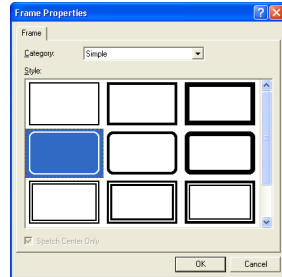 Frame Properties
Frame
Category: Simple
Style:
Stretch Center Only
OK Cancel